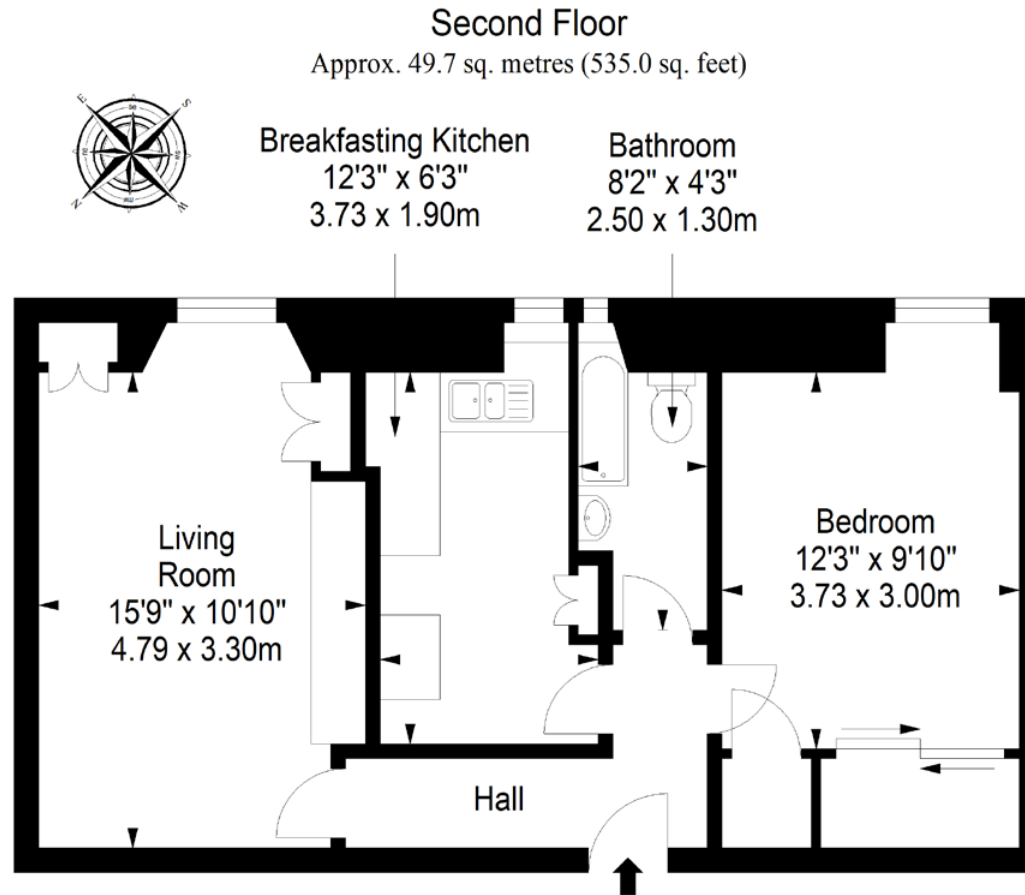 Second Floor
Approx. 49.7 sq. metres (535.0 sq. feet)
E
S
N
W
Breakfasting Kitchen
12'3" x 6'3"
3.73 x 1.90m
Bathroom
8'2" x 4'3"
2.50 x 1.30m
Living
Room
15'9" x 10'10"
4.79 x 3.30m
Bedroom
12'3" x 9'10"
3.73 x 3.00m
Hall